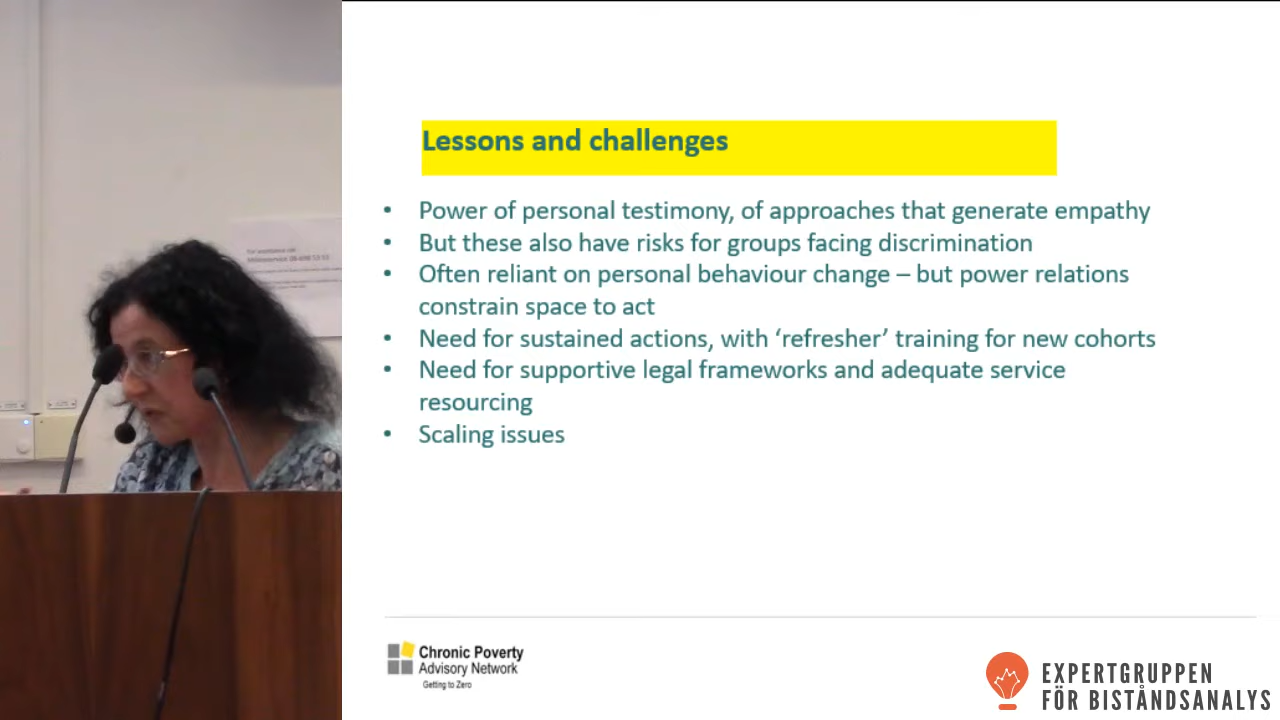 Lessons and challenges
• Power of personal testimony, of approaches that generate empathy
• But these also have risks for groups facing discrimination
• Often reliant on personal behaviour change – but power relations
constrain space to act
• Need for sustained actions, with ‘refresher’ training for new cohorts
• Need for supportive legal frameworks and adequate service
resourcing
• Scaling issues
Chronic Poverty
Advisory Network
Getting to Zero
EXPERTGRUPPEN
FÖR BISTÅNDSANALYS